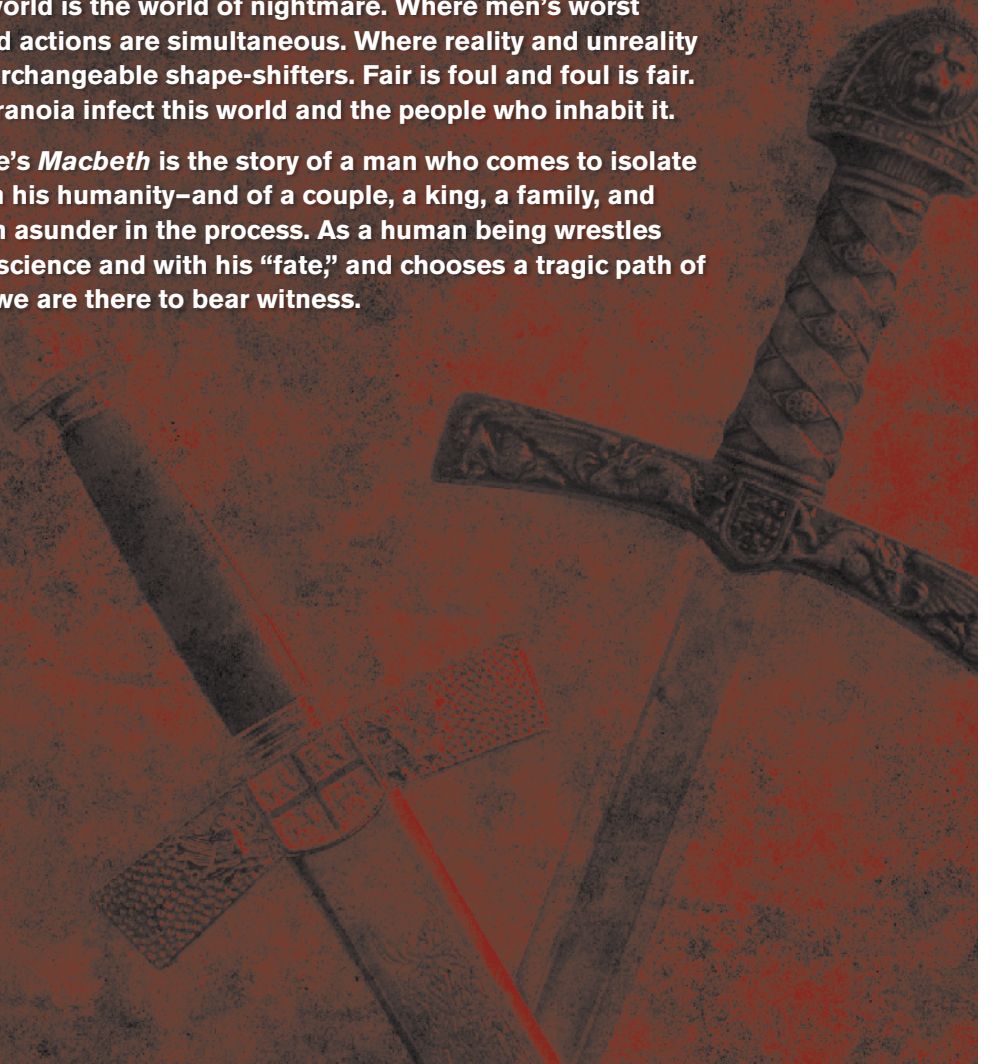 world is the world of nightmare. Where men's worst
d actions are simultaneous. Where reality and unreality
rchangeable shape-shifters. Fair is foul and foul is fair.
ranoia infect this world and the people who inhabit it.
e's Macbeth is the story of a man who comes to isolate
his humanity–and of a couple, a king, a family, and
n asunder in the process. As a human being wrestles
science and with his “fate,” and chooses a tragic path of
we are there to bear witness.